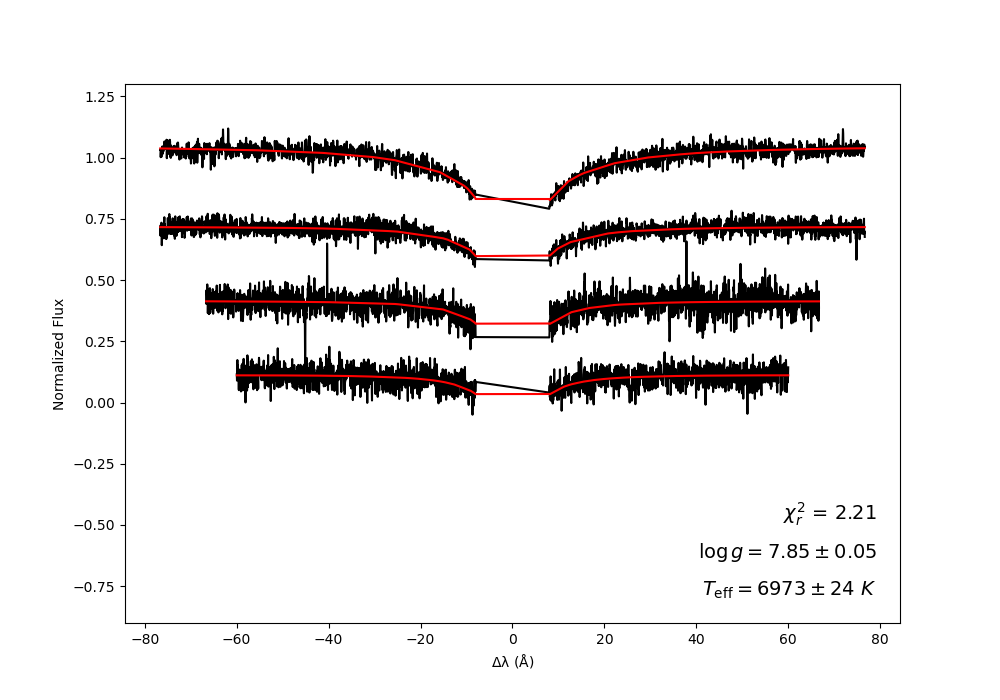 1.25
1.00
0.75
0.50
0.25
0.00
−0.25
−0.50
−0.75
Normalized Flux
χ²ᵣ = 2.21
log g = 7.85 ± 0.05
T_eff = 6973 ± 24 K
−80 −60 −40 −20 0 20 40 60 80
Δλ (Å)